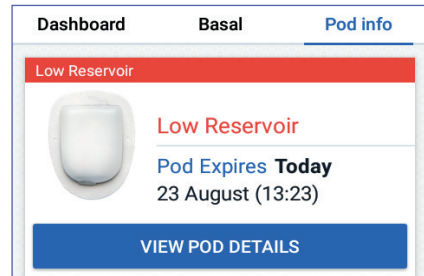 Dashboard Basal Pod info
Low Reservoir
Low Reservoir
Pod Expires Today
23 August (13:23)
VIEW POD DETAILS